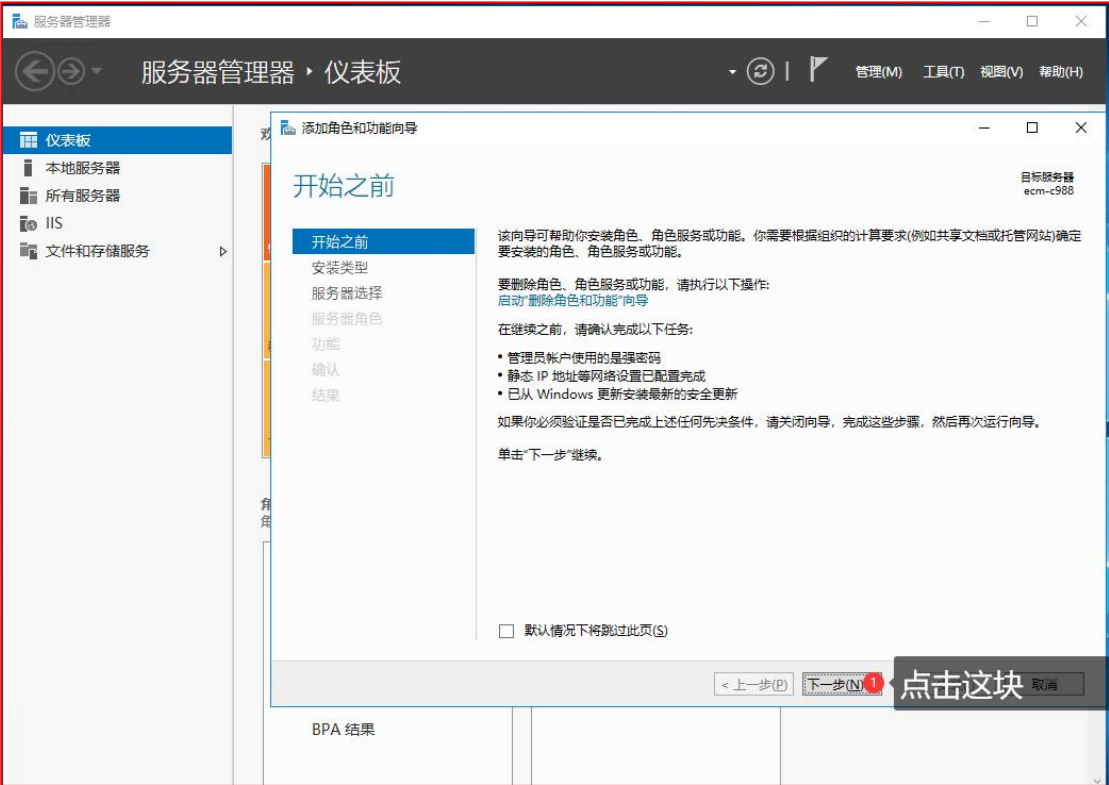 服务器管理器
服务器管理器 · 仪表板
管理(M) 工具(T) 视图(V) 帮助(H)
仪表板
本地服务器
所有服务器
IIS
文件和存储服务
添加角色和功能向导
开始之前
目标服务器
ecm-c988
开始之前
安装类型
服务器选择
服务器角色
功能
确认
结果
该向导可帮助你安装角色、角色服务或功能。你需要根据组织的计算要求(例如共享文档或托管网站)确定
要安装的角色、角色服务或功能。
要删除角色、角色服务或功能，请执行以下操作:
启动"删除角色和功能"向导
在继续之前，请确认完成以下任务:
• 管理员帐户使用的是强密码
• 静态 IP 地址等网络设置已配置完成
• 已从 Windows 更新安装最新的安全更新
如果你必须验证是否已完成上述任何先决条件，请关闭向导，完成这些步骤，然后再次运行向导。
单击"下一步"继续。
默认情况下将跳过此页(S)
< 上一步(P) 下一步(N) 1 点击这块 取消
BPA 结果